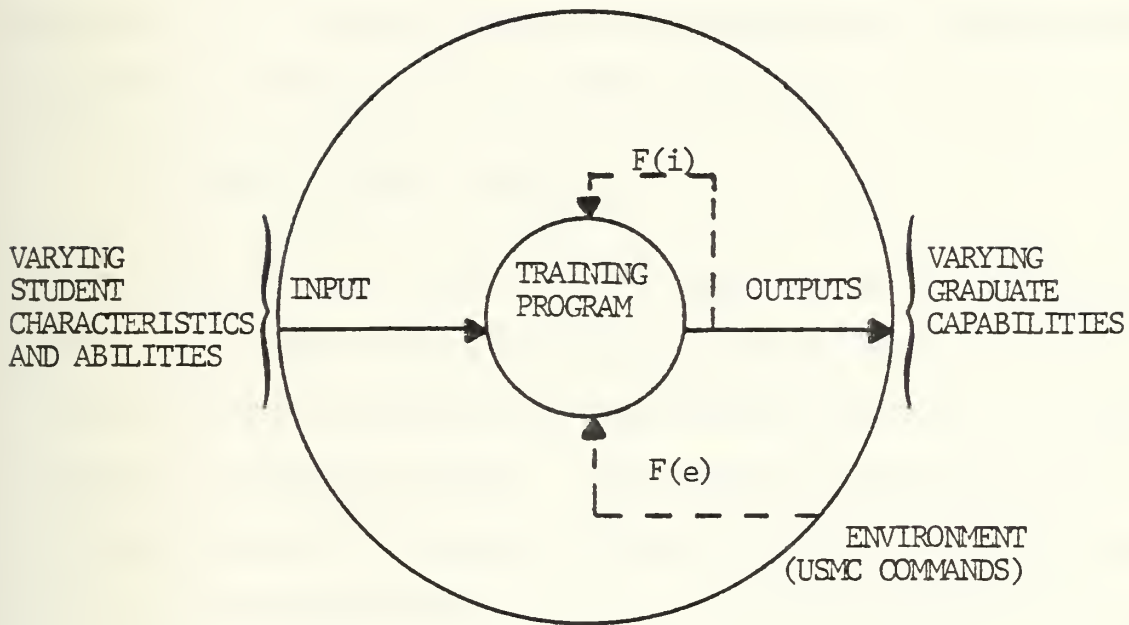 F(i)
VARYING
STUDENT
CHARACTERISTICS
AND ABILITIES
INPUT
TRAINING
PROGRAM
OUTPUTS
VARYING
GRADUATE
CAPABILITIES
F(e)
ENVIRONMENT
(USMC COMMANDS)